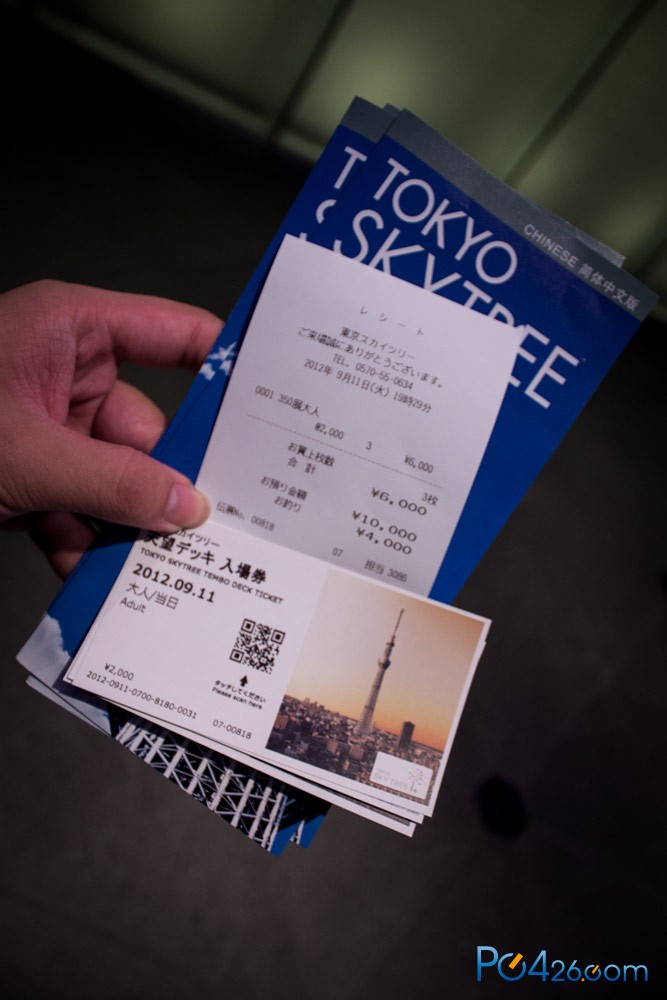 TOKYO
SKYTREE
CHINESE 简体中文版
T
S
レシート
東京スカイツリー
ご来場誠にありがとうございます。
TEL. 0570-55-0634
2012年 9月11日(火) 19時29分
0001 350展大人
@2,000 3 ¥6,000
お買上枚数 3枚
合 計 ¥6,000
お預り金額 ¥10,000
お釣り ¥4,000
伝票No. 00818 07 担当 3086
スカイツリー
望デッキ 入場券
TOKYO SKYTREE TEMBO DECK TICKET
2012.09.11
大人/当日
Adult
タッチしてください
Please scan here
¥2,000
2012-0911-0700-8180-0031 07-00818
SKYTREE
PC426.com